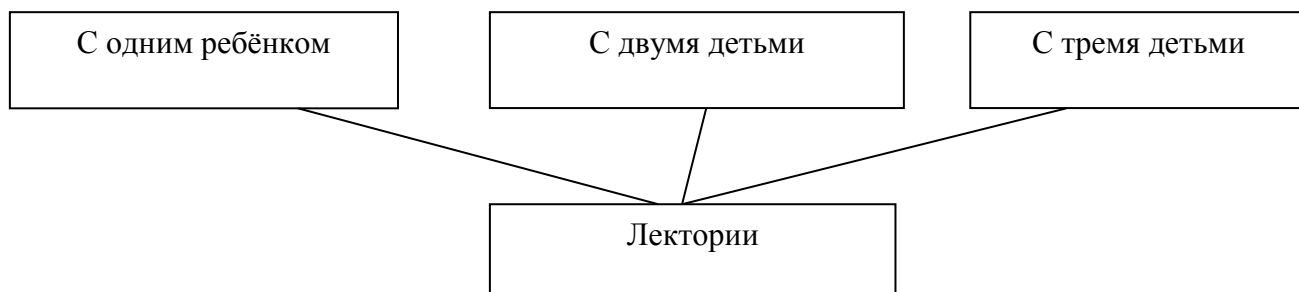 С одним ребёнком
С двумя детьми
С тремя детьми
Лектории